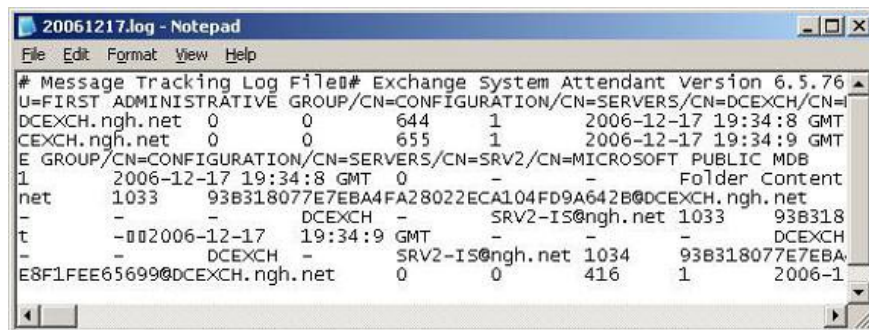 20061217.log - Notepad
File Edit Format View Help
# Message Tracking Log File▯# Exchange System Attendant Version 6.5.76
U=FIRST ADMINISTRATIVE GROUP/CN=CONFIGURATION/CN=SERVERS/CN=DCEXCH/CN=
DCEXCH.ngh.net 0 0 644 1 2006-12-17 19:34:8 GMT
CEXCH.ngh.net 0 0 655 1 2006-12-17 19:34:9 GMT
E GROUP/CN=CONFIGURATION/CN=SERVERS/CN=SRV2/CN=MICROSOFT PUBLIC MDB
1 2006-12-17 19:34:8 GMT 0 - - Folder Content
net 1033 93B318077E7EBA4FA28022ECA104FD9A642B@DCEXCH.ngh.net
- - - DCEXCH - SRV2-IS@ngh.net 1033 93B318
t -▯▯2006-12-17 19:34:9 GMT - - - DCEXCH
- - DCEXCH - SRV2-IS@ngh.net 1034 93B318077E7EBA
E8F1FEE65699@DCEXCH.ngh.net 0 0 416 1 2006-1